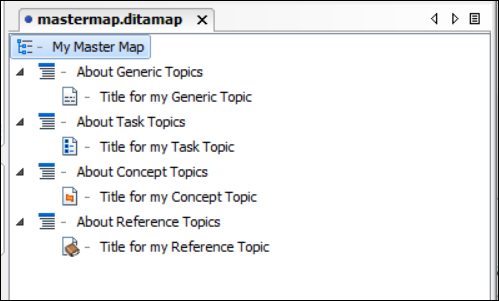 mastermap.ditamap
My Master Map
About Generic Topics
Title for my Generic Topic
About Task Topics
Title for my Task Topic
About Concept Topics
Title for my Concept Topic
About Reference Topics
Title for my Reference Topic